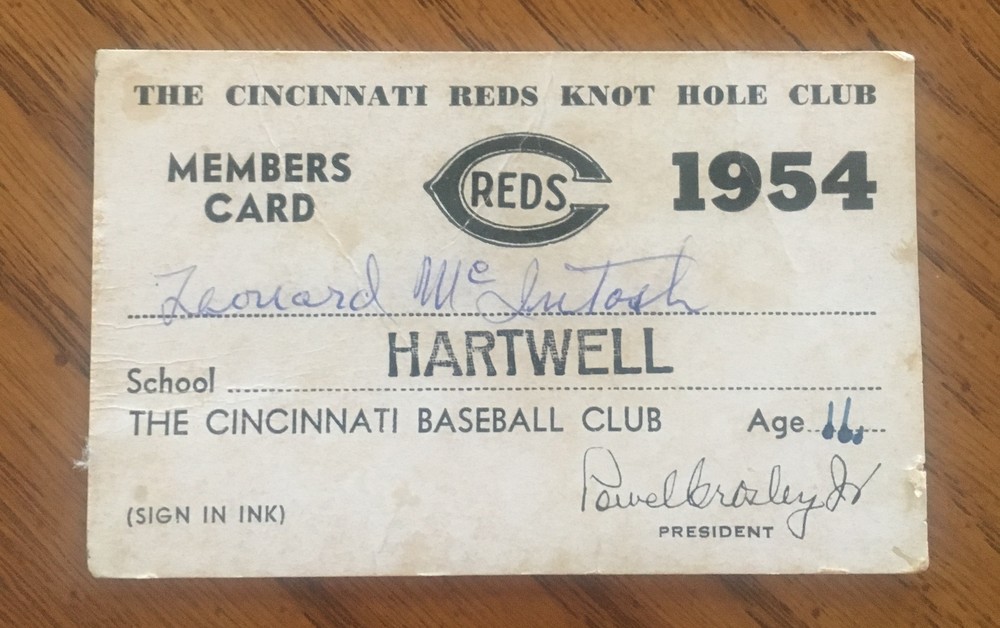 THE CINCINNATI REDS KNOT HOLE CLUB
MEMBERS CARD
REDS
1954
Leonard McIntosh
School HARTWELL
THE CINCINNATI BASEBALL CLUB Age 11
Powel Crosley Jr
(SIGN IN INK)
PRESIDENT